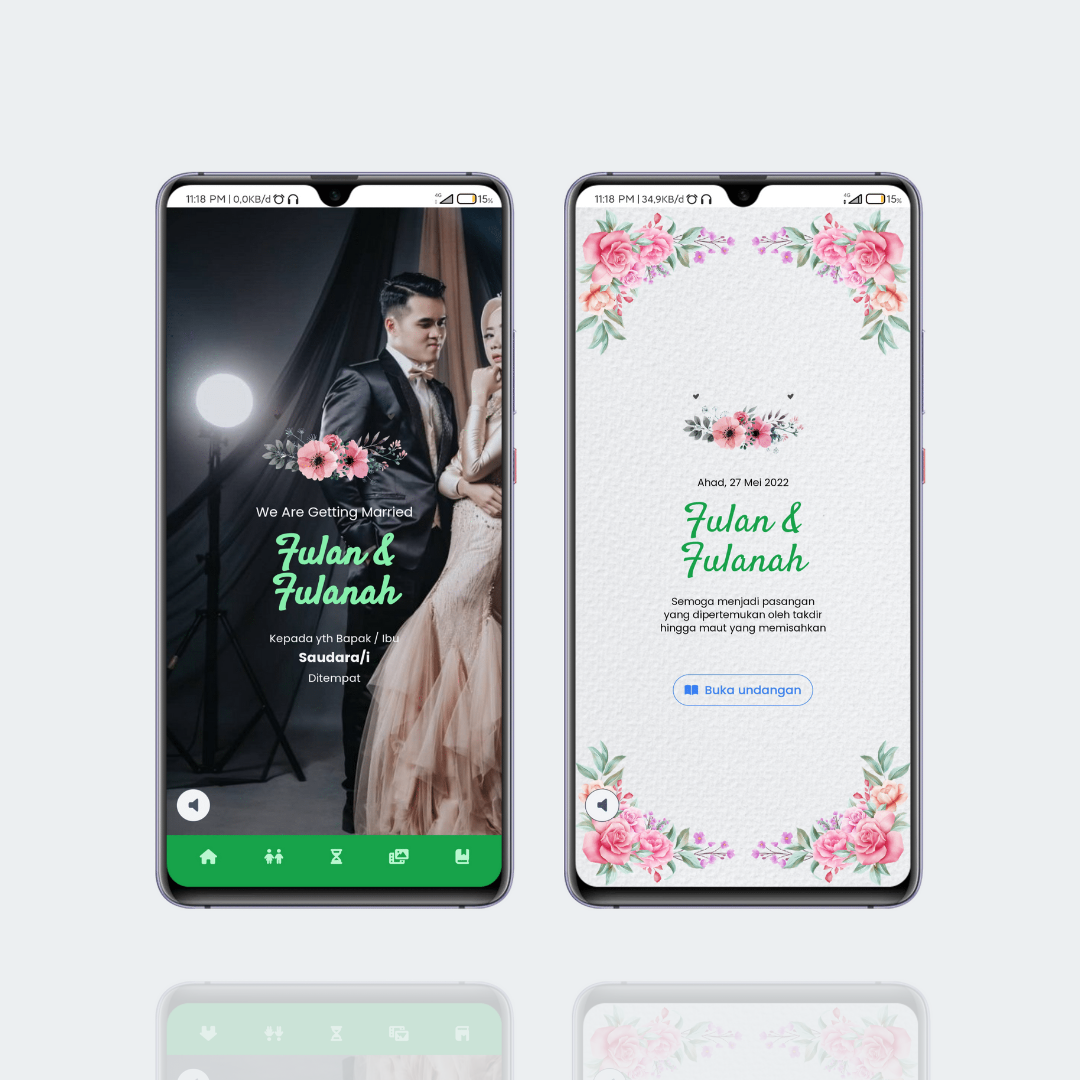 11:18 PM | 0,0KB/d
4G
15%
We Are Getting Married
Fulan &
Fulanah
Kepada yth Bapak / Ibu
Saudara/i
Ditempat
11:18 PM | 34,9KB/d
4G
15%
Ahad, 27 Mei 2022
Fulan &
Fulanah
Semoga menjadi pasangan
yang dipertemukan oleh takdir
hingga maut yang memisahkan
Buka undangan